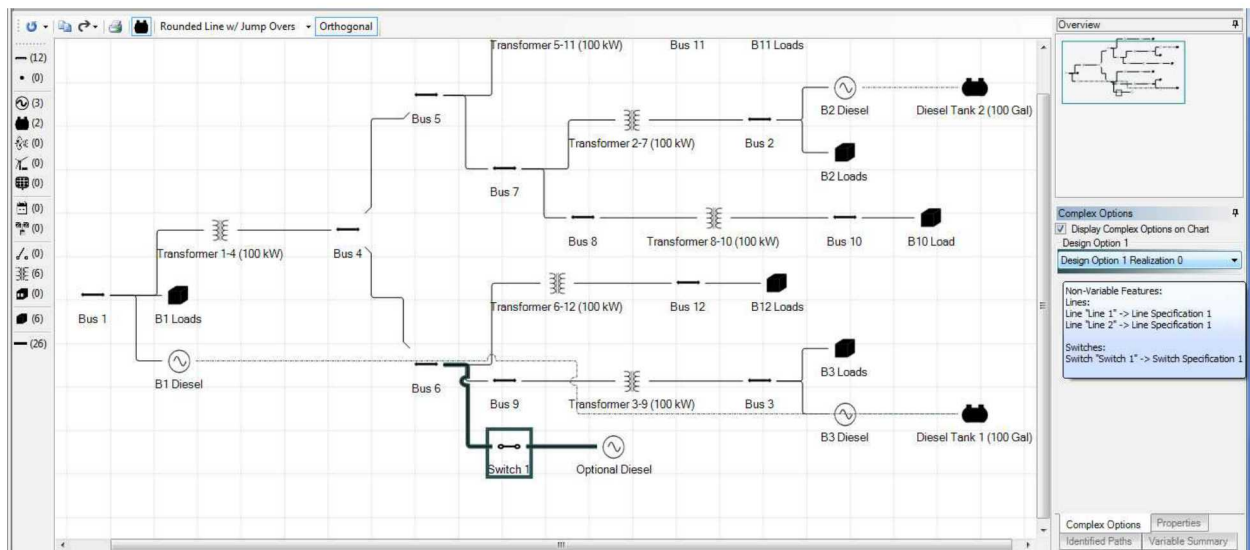 Rounded Line w/ Jump Overs Orthogonal
(12)
(0)
(3)
(2)
(0)
(0)
(0)
(0)
(0)
(0)
(6)
(0)
(6)
(26)
Transformer 5-11 (100 kW) Bus 11 B11 Loads
Bus 5
B2 Diesel Diesel Tank 2 (100 Gal)
Transformer 2-7 (100 kW) Bus 2
B2 Loads
Bus 7
Bus 8 Transformer 8-10 (100 kW) Bus 10 B10 Load
Transformer 1-4 (100 kW) Bus 4
Transformer 6-12 (100 kW) Bus 12 B12 Loads
Bus 1 B1 Loads
B3 Loads
B1 Diesel
Bus 6
Bus 9 Transformer 3-9 (100 kW) Bus 3
B3 Diesel Diesel Tank 1 (100 Gal)
Switch 1 Optional Diesel
Overview
Complex Options
Display Complex Options on Chart
Design Option 1
Design Option 1 Realization 0
Non-Variable Features:
Lines:
Line "Line 1" -> Line Specification 1
Line "Line 2" -> Line Specification 1
Switches:
Switch "Switch 1" -> Switch Specification 1
Complex Options Properties
Identified Paths Variable Summary